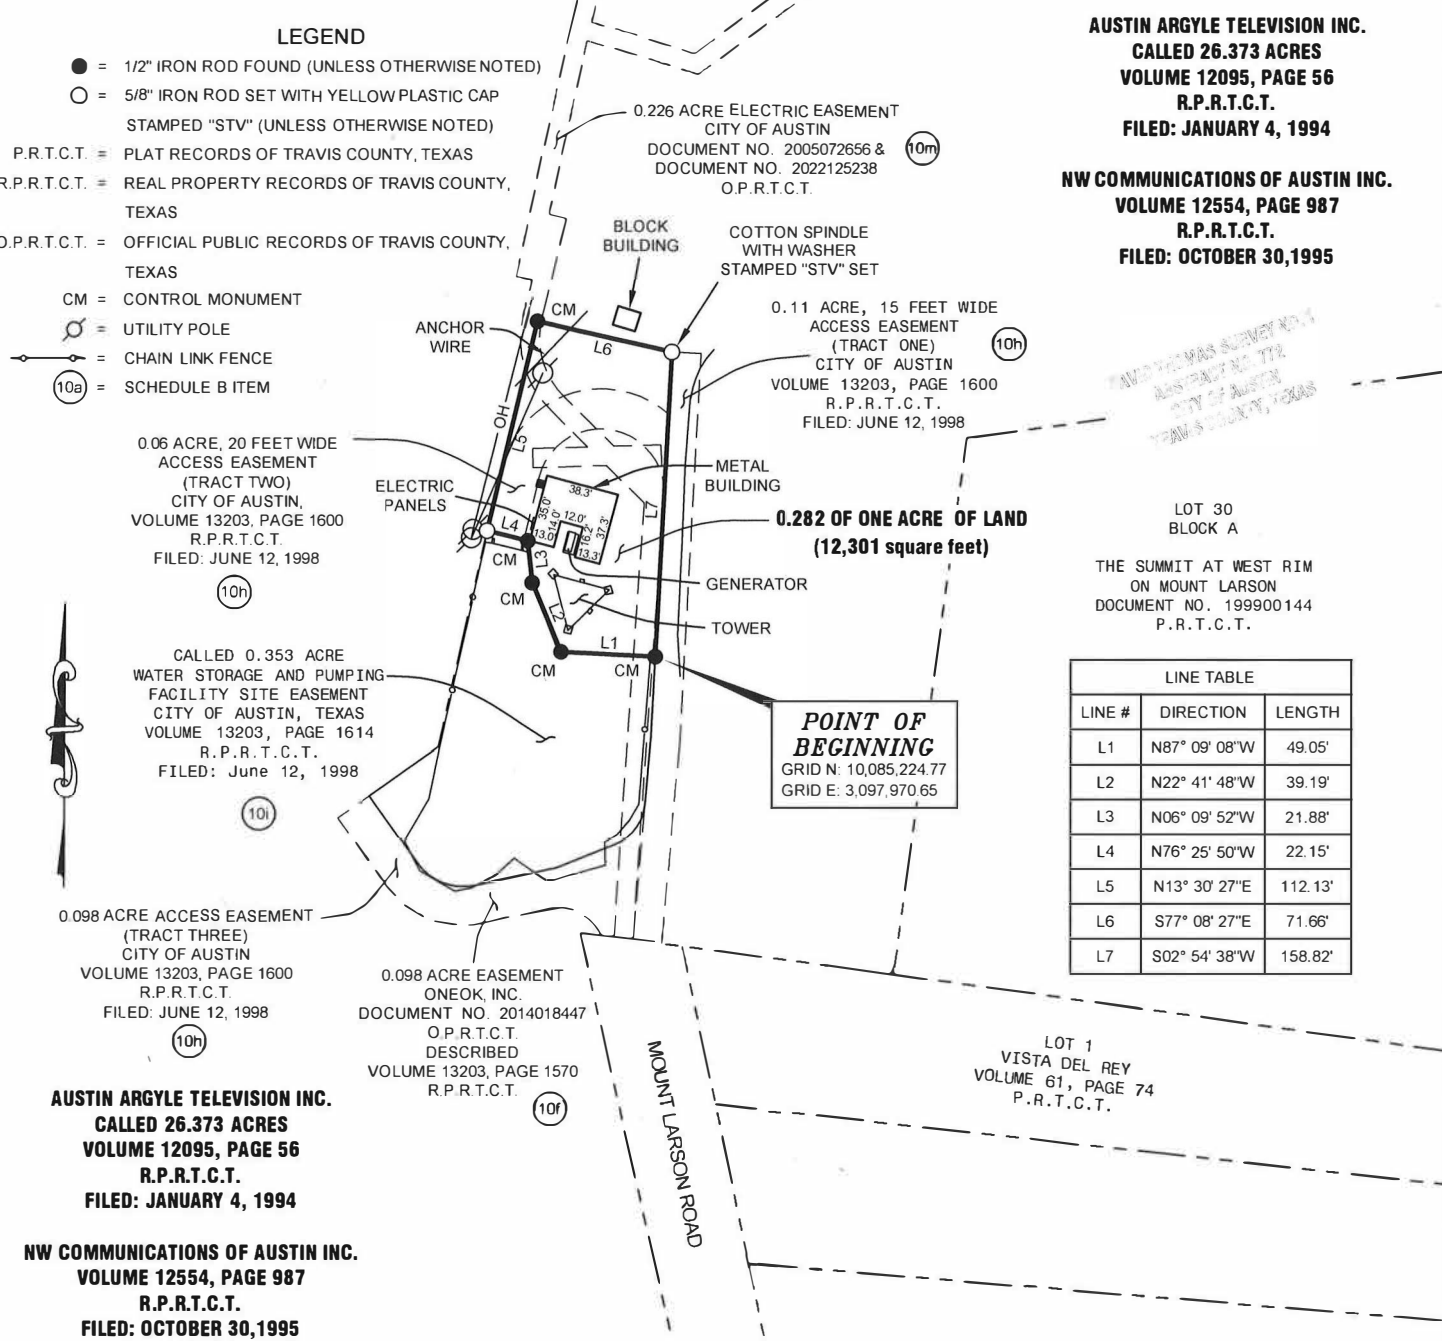 LEGEND
= 1/2" IRON ROD FOUND (UNLESS OTHERWISE NOTED)
= 5/8" IRON ROD SET WITH YELLOW PLASTIC CAP
STAMPED "STV" (UNLESS OTHERWISE NOTED)
P.R.T.C.T. = PLAT RECORDS OF TRAVIS COUNTY, TEXAS
R.P.R.T.C.T. = REAL PROPERTY RECORDS OF TRAVIS COUNTY,
TEXAS
O.P.R.T.C.T. = OFFICIAL PUBLIC RECORDS OF TRAVIS COUNTY,
TEXAS
CM = CONTROL MONUMENT
= UTILITY POLE
= CHAIN LINK FENCE
10a = SCHEDULE B ITEM
0.226 ACRE ELECTRIC EASEMENT
CITY OF AUSTIN
DOCUMENT NO. 2005072656 &
DOCUMENT NO. 2022125238
O.P.R.T.C.T.
10m
AUSTIN ARGYLE TELEVISION INC.
CALLED 26.373 ACRES
VOLUME 12095, PAGE 56
R.P.R.T.C.T.
FILED: JANUARY 4, 1994
NW COMMUNICATIONS OF AUSTIN INC.
VOLUME 12554, PAGE 987
R.P.R.T.C.T.
FILED: OCTOBER 30,1995
BLOCK
BUILDING
COTTON SPINDLE
WITH WASHER
STAMPED "STV" SET
0.11 ACRE, 15 FEET WIDE
ACCESS EASEMENT
(TRACT ONE)
CITY OF AUSTIN
VOLUME 13203, PAGE 1600
R.P.R.T.C.T.
FILED: JUNE 12, 1998
10h
DAVID THOMAS SURVEY NO. 1
ABSTRACT NO. 772
CITY OF AUSTIN
TRAVIS COUNTY, TEXAS
ANCHOR
WIRE
CM
L6
OH
L5
0.06 ACRE, 20 FEET WIDE
ACCESS EASEMENT
(TRACT TWO)
CITY OF AUSTIN,
VOLUME 13203, PAGE 1600
R.P.R.T.C.T.
FILED: JUNE 12, 1998
10h
ELECTRIC
PANELS
METAL
BUILDING
38.3'
35.0'
14.0'
12.0'
16.2'
37.3'
13.0'
13.3'
L7
L4
CM
L3
CM
L2
L1
CM
CM
0.282 OF ONE ACRE OF LAND
(12,301 square feet)
GENERATOR
TOWER
LOT 30
BLOCK A
THE SUMMIT AT WEST RIM
ON MOUNT LARSON
DOCUMENT NO. 199900144
P.R.T.C.T.
CALLED 0.353 ACRE
WATER STORAGE AND PUMPING
FACILITY SITE EASEMENT
CITY OF AUSTIN, TEXAS
VOLUME 13203, PAGE 1614
R.P.R.T.C.T.
FILED: June 12, 1998
10i
POINT OF
BEGINNING
GRID N: 10,085,224.77
GRID E: 3,097,970.65
LINE TABLE
LINE # DIRECTION LENGTH
L1 N87° 09' 08"W 49.05'
L2 N22° 41' 48"W 39.19'
L3 N06° 09' 52"W 21.88'
L4 N76° 25' 50"W 22.15'
L5 N13° 30' 27"E 112.13'
L6 S77° 08' 27"E 71.66'
L7 S02° 54' 38"W 158.82'
0.098 ACRE ACCESS EASEMENT
(TRACT THREE)
CITY OF AUSTIN
VOLUME 13203, PAGE 1600
R.P.R.T.C.T.
FILED: JUNE 12, 1998
10h
0.098 ACRE EASEMENT
ONEOK, INC.
DOCUMENT NO. 2014018447
O.P.R.T.C.T.
DESCRIBED
VOLUME 13203, PAGE 1570
R.P.R.T.C.T.
10f
MOUNT LARSON ROAD
LOT 1
VISTA DEL REY
VOLUME 61, PAGE 74
P.R.T.C.T.
AUSTIN ARGYLE TELEVISION INC.
CALLED 26.373 ACRES
VOLUME 12095, PAGE 56
R.P.R.T.C.T.
FILED: JANUARY 4, 1994
NW COMMUNICATIONS OF AUSTIN INC.
VOLUME 12554, PAGE 987
R.P.R.T.C.T.
FILED: OCTOBER 30,1995